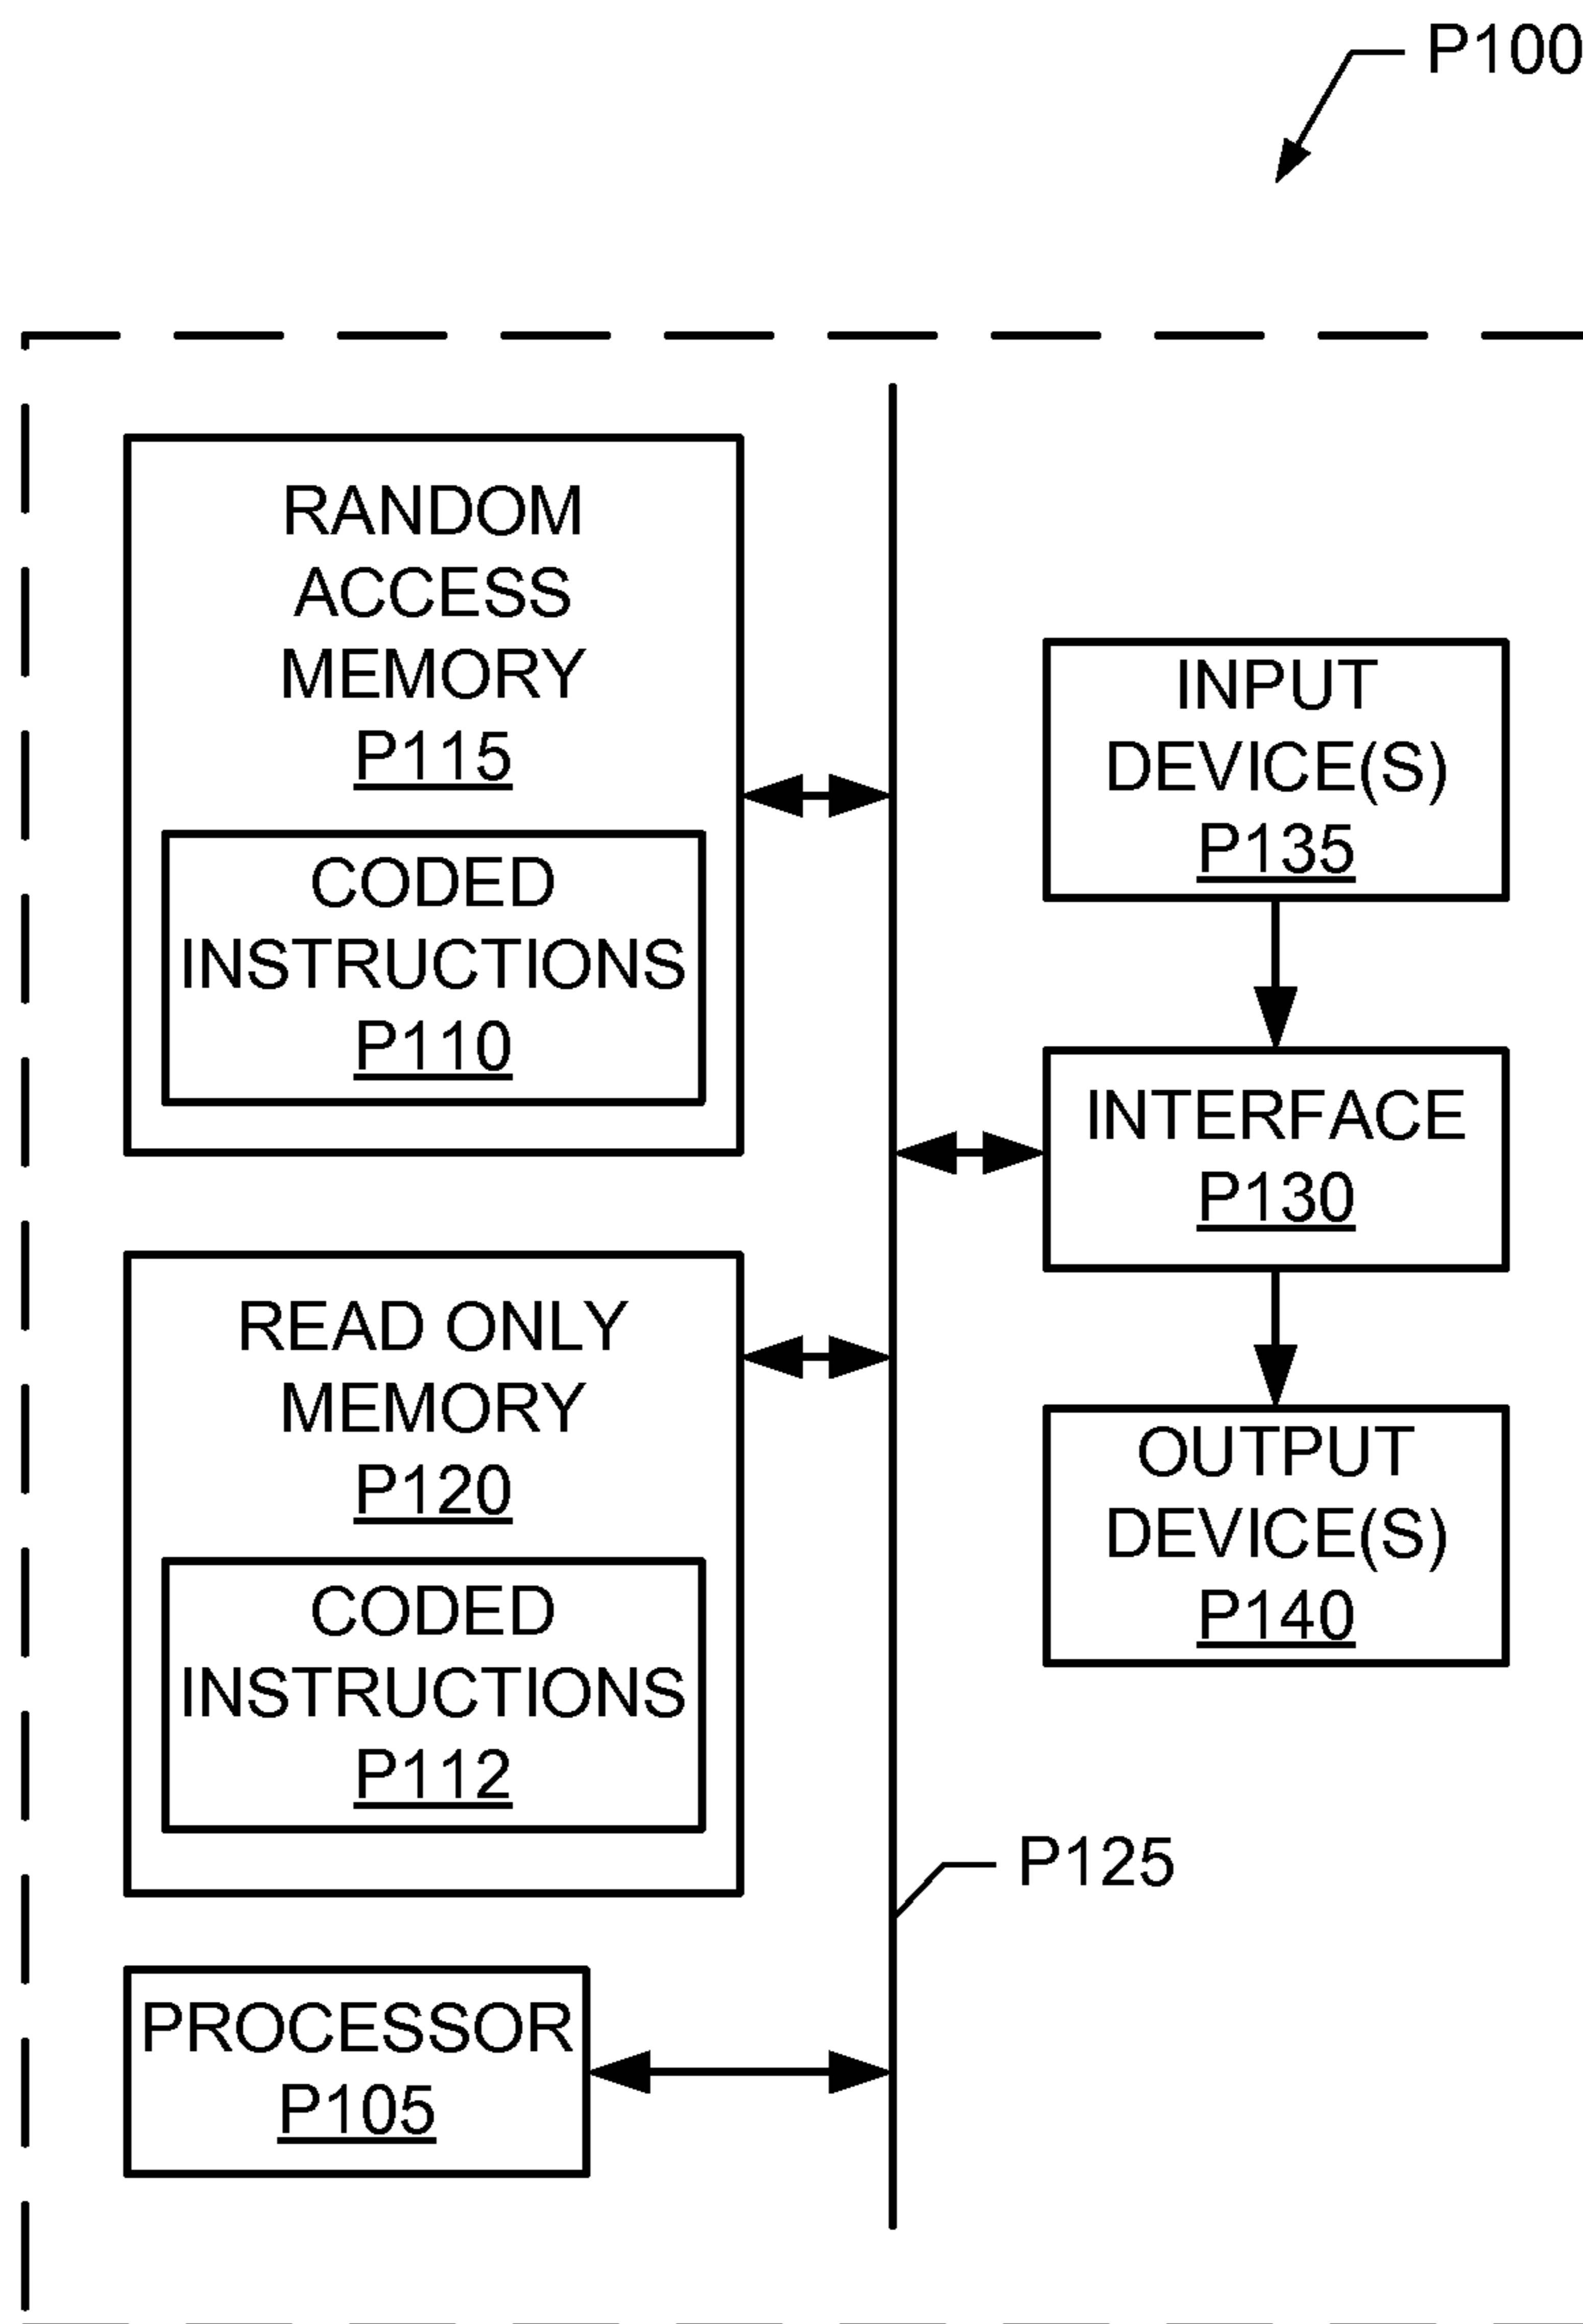 P100
RANDOM
ACCESS
MEMORY
P115
CODED
INSTRUCTIONS
P110
READ ONLY
MEMORY
P120
CODED
INSTRUCTIONS
P112
PROCESSOR
P105
INPUT
DEVICE(S)
P135
INTERFACE
P130
OUTPUT
DEVICE(S)
P140
P125